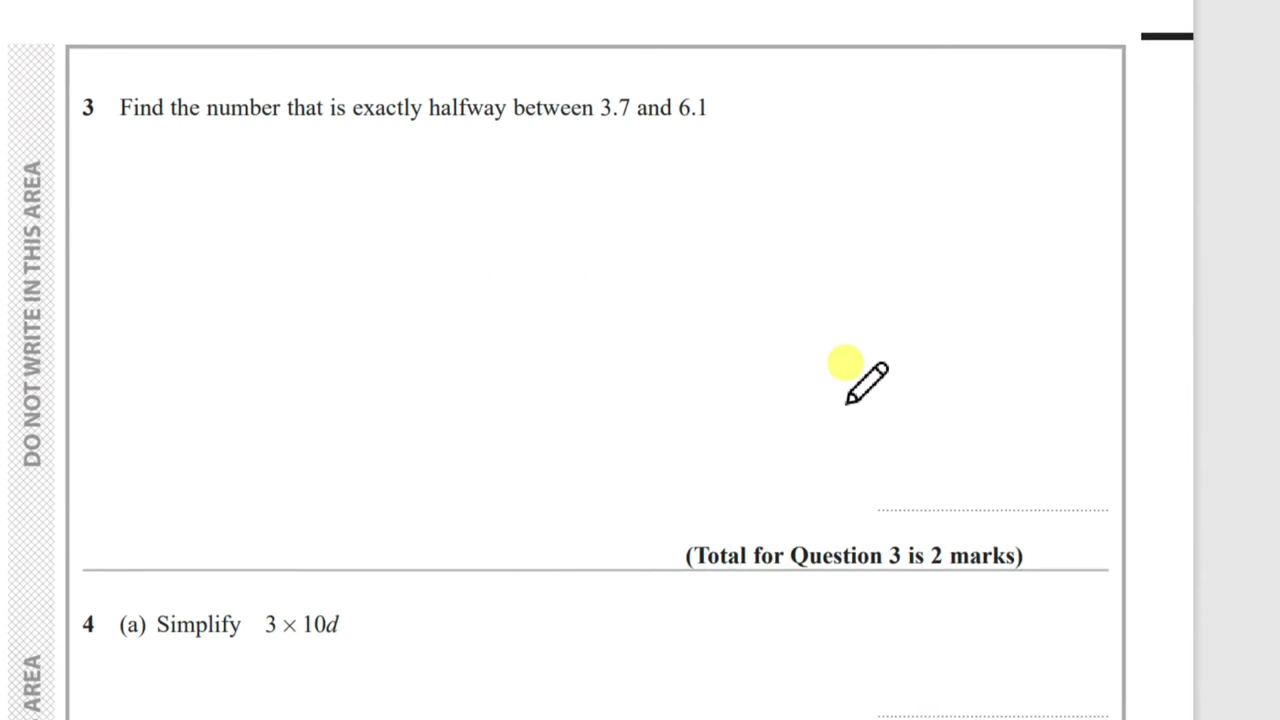 3 Find the number that is exactly halfway between 3.7 and 6.1
DO NOT WRITE IN THIS AREA
(Total for Question 3 is 2 marks)
4 (a) Simplify 3 × 10d
AREA